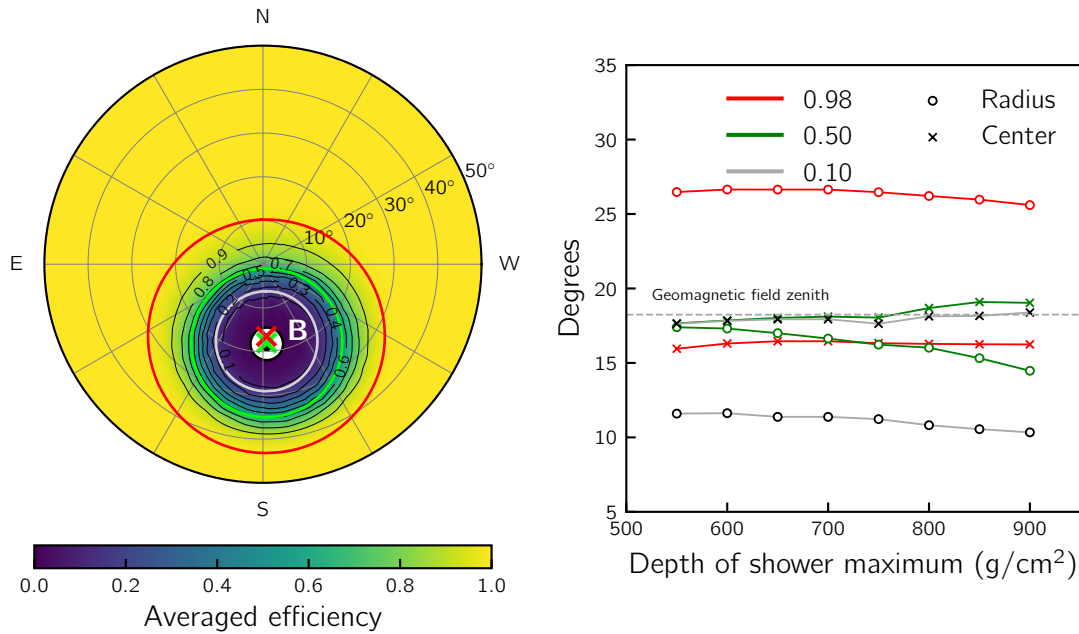 N
E
W
S
10°
20°
30°
40°
50°
0.9
0.8
0.7
0.5
0.3
0.2
0.4
0.1
0.6
B
0.0 0.2 0.4 0.6 0.8 1.0
Averaged efficiency
35
30
25
20
15
10
5
Degrees
0.98
0.50
0.10
Radius
Center
Geomagnetic field zenith
500 600 700 800 900
Depth of shower maximum (g/cm²)